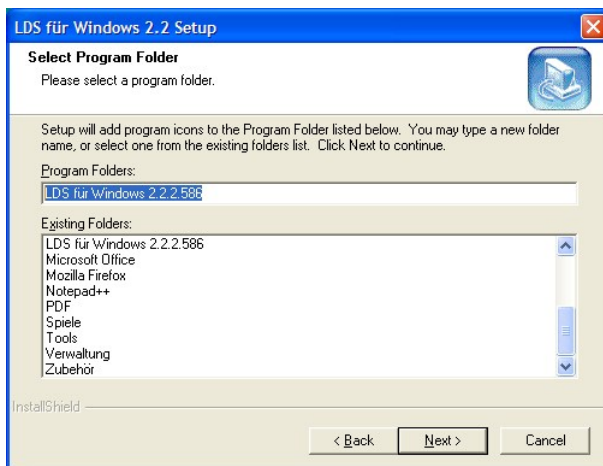 LDS für Windows 2.2 Setup
Select Program Folder
Please select a program folder.
Setup will add program icons to the Program Folder listed below. You may type a new folder
name, or select one from the existing folders list. Click Next to continue.
Program Folders:
LDS für Windows 2.2.2.586
Existing Folders:
LDS für Windows 2.2.2.586
Microsoft Office
Mozilla Firefox
Notepad++
PDF
Spiele
Tools
Verwaltung
Zubehör
InstallShield
< Back
Next >
Cancel